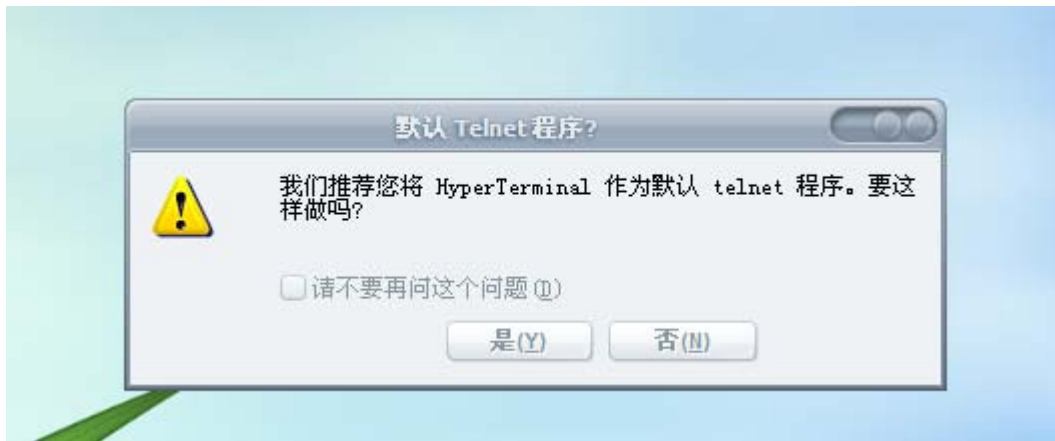 默认 Telnet 程序?
我们推荐您将 HyperTerminal 作为默认 telnet 程序。要这
样做吗?
请不要再问这个问题(D)
是(Y) 否(N)